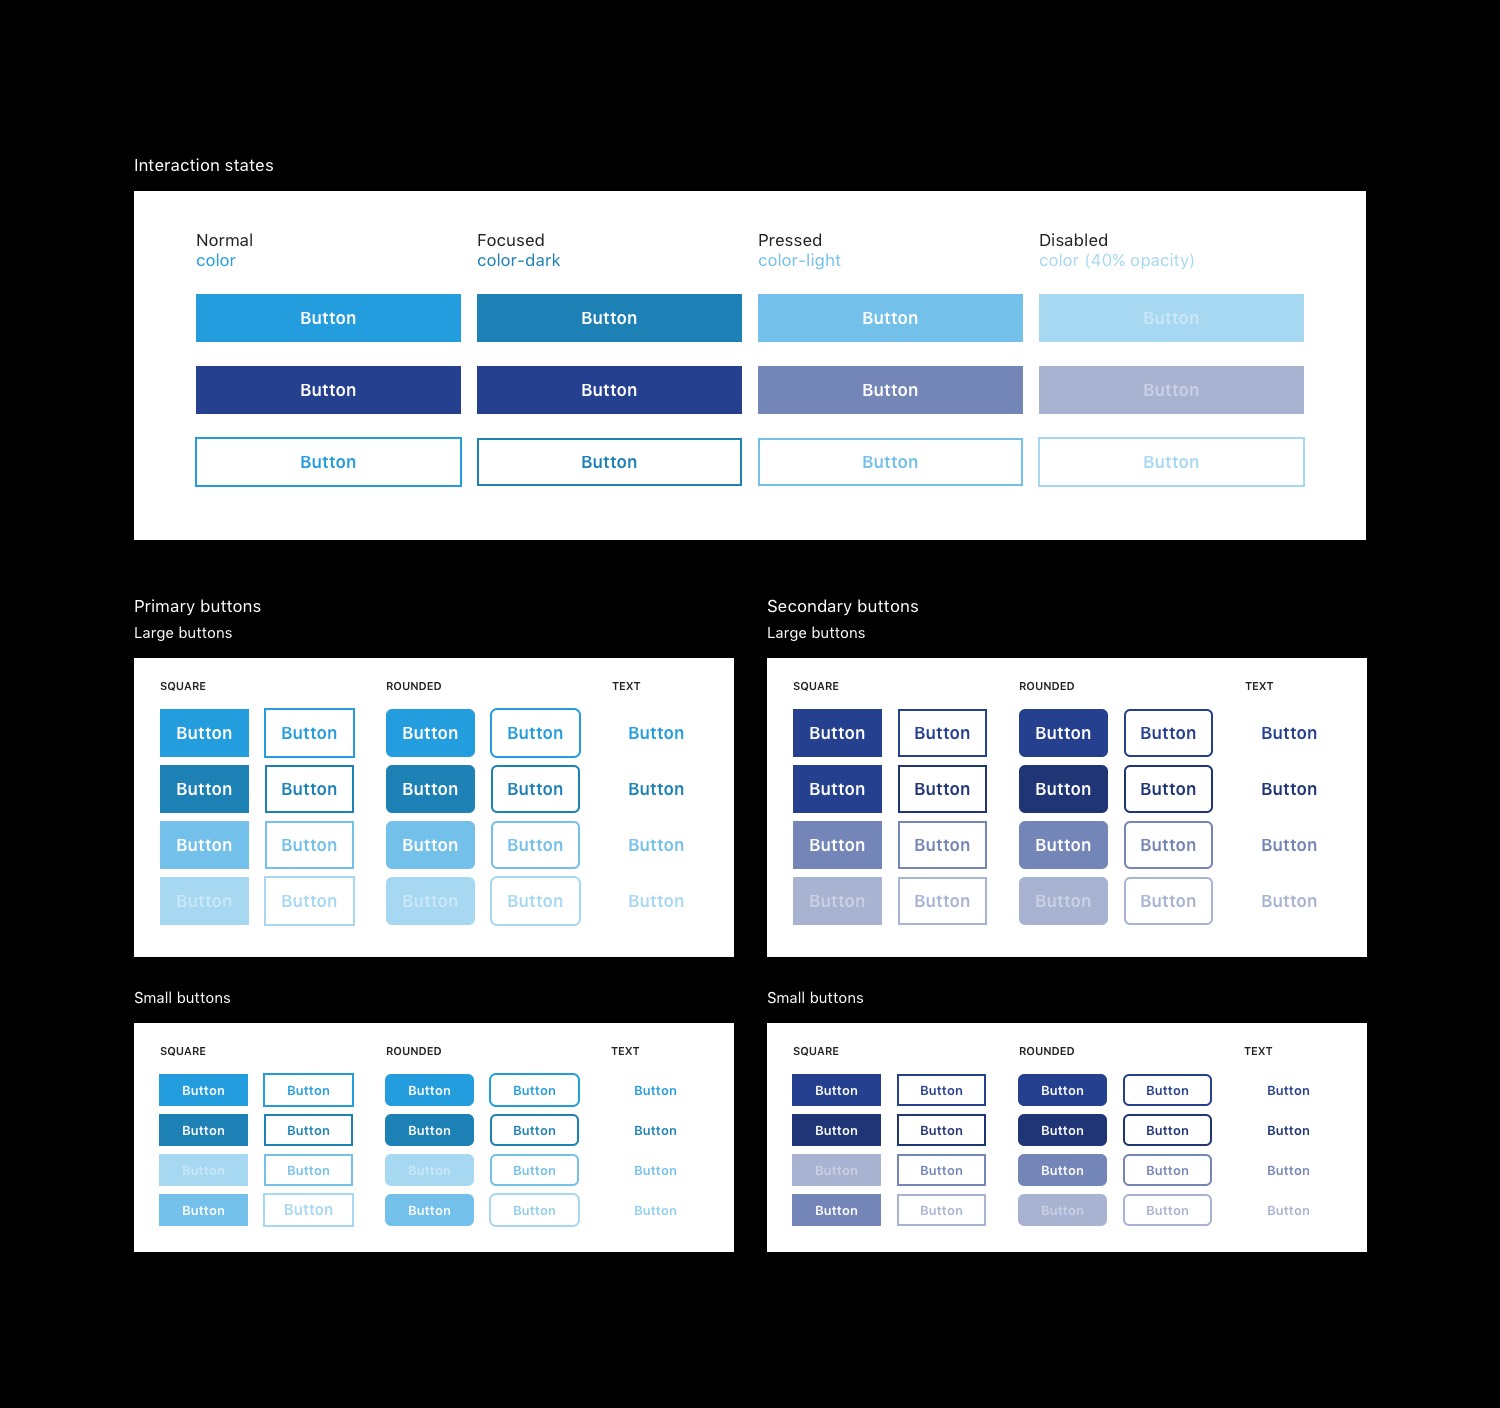 Interaction states
Normal Focused Pressed Disabled
color color-dark color-light color (40% opacity)
Button Button Button Button
Button Button Button Button
Button Button Button Button
Primary buttons
Large buttons
SQUARE ROUNDED TEXT
Button Button Button Button Button
Button Button Button Button Button
Button Button Button Button Button
Button Button Button Button Button
Secondary buttons
Large buttons
SQUARE ROUNDED TEXT
Button Button Button Button Button
Button Button Button Button Button
Button Button Button Button Button
Button Button Button Button Button
Small buttons
SQUARE ROUNDED TEXT
Button Button Button Button Button
Button Button Button Button Button
Button Button Button Button Button
Button Button Button Button Button
Small buttons
SQUARE ROUNDED TEXT
Button Button Button Button Button
Button Button Button Button Button
Button Button Button Button Button
Button Button Button Button Button